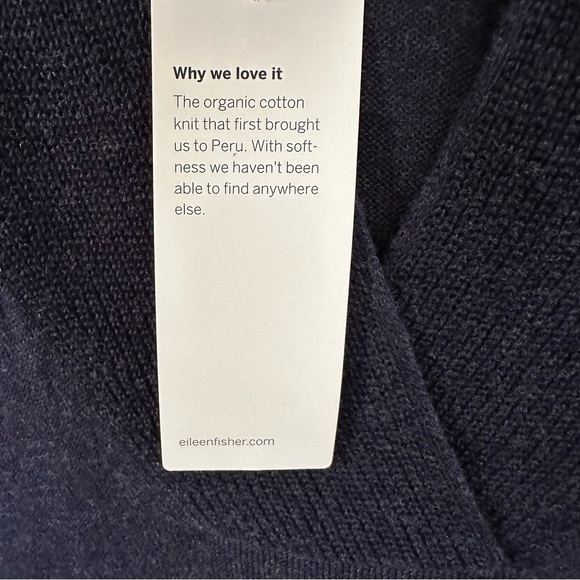 Why we love it
The organic cotton
knit that first brought
us to Peru. With soft-
ness we haven't been
able to find anywhere
else.
eileenfisher.com